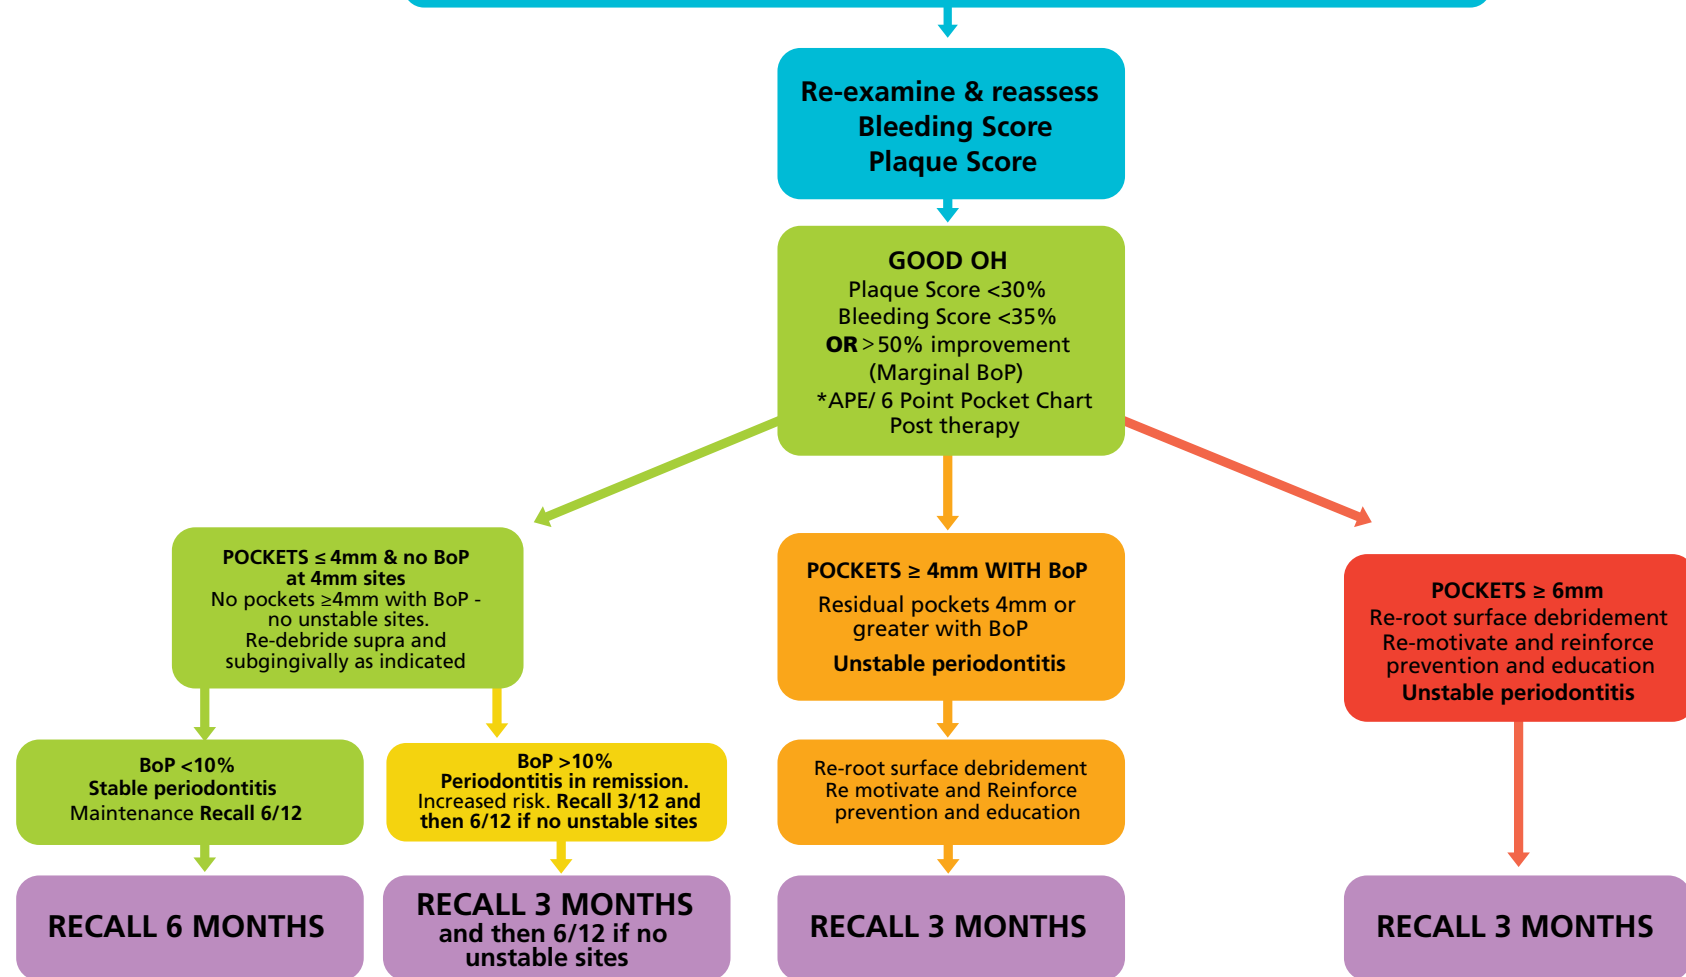 Re-examine & reassess
Bleeding Score
Plaque Score
GOOD OH
Plaque Score <30%
Bleeding Score <35%
OR >50% improvement
(Marginal BoP)
*APE/ 6 Point Pocket Chart
Post therapy
POCKETS ≤ 4mm & no BoP
at 4mm sites
No pockets ≥4mm with BoP -
no unstable sites.
Re-debride supra and
subgingivally as indicated
POCKETS ≥ 4mm WITH BoP
Residual pockets 4mm or
greater with BoP
Unstable periodontitis
POCKETS ≥ 6mm
Re-root surface debridement
Re-motivate and reinforce
prevention and education
Unstable periodontitis
BoP <10%
Stable periodontitis
Maintenance Recall 6/12
BoP >10%
Periodontitis in remission.
Increased risk. Recall 3/12 and
then 6/12 if no unstable sites
Re-root surface debridement
Re motivate and Reinforce
prevention and education
RECALL 6 MONTHS
RECALL 3 MONTHS
and then 6/12 if no
unstable sites
RECALL 3 MONTHS
RECALL 3 MONTHS